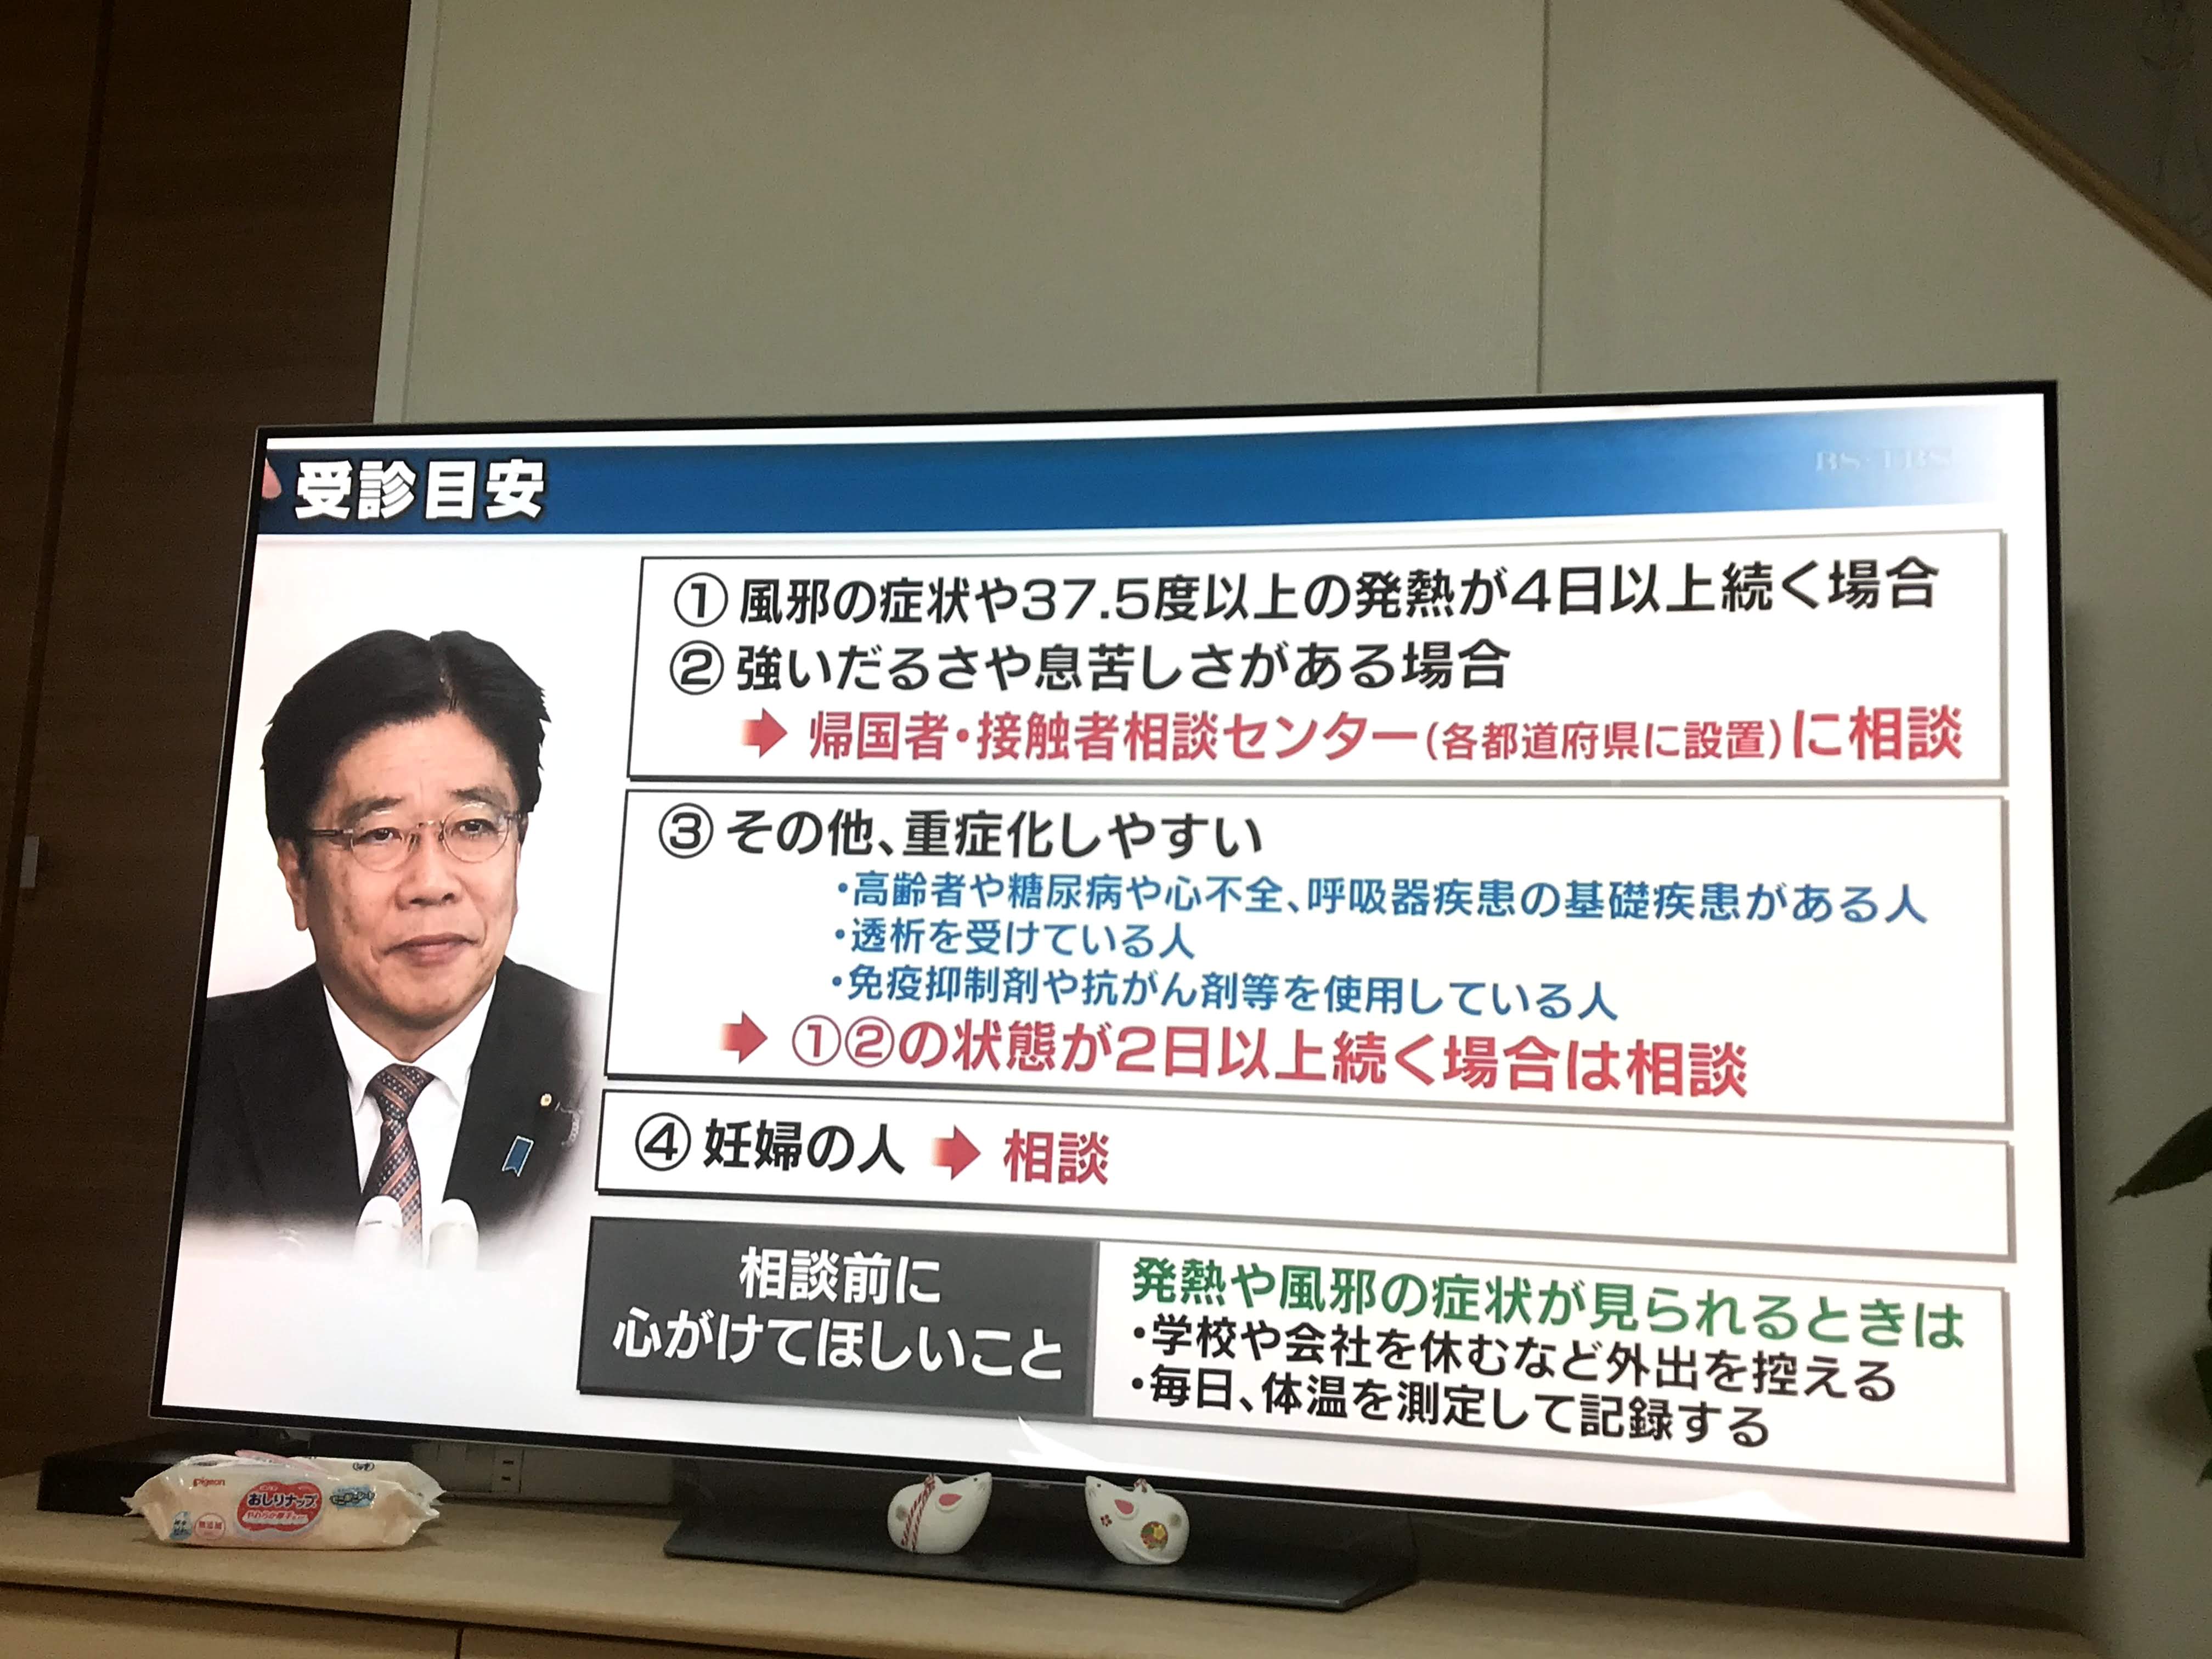 受診目安
BS-TBS
①風邪の症状や37.5度以上の発熱が4日以上続く場合
②強いだるさや息苦しさがある場合
帰国者・接触者相談センター(各都道府県に設置)に相談
③その他、重症化しやすい
・高齢者や糖尿病や心不全、呼吸器疾患の基礎疾患がある人
・透析を受けている人
・免疫抑制剤や抗がん剤等を使用している人
①②の状態が2日以上続く場合は相談
④妊婦の人 相談
相談前に
心がけてほしいこと
発熱や風邪の症状が見られるときは
・学校や会社を休むなど外出を控える
・毎日、体温を測定して記録する
pigeon
おしりナップ
無添加